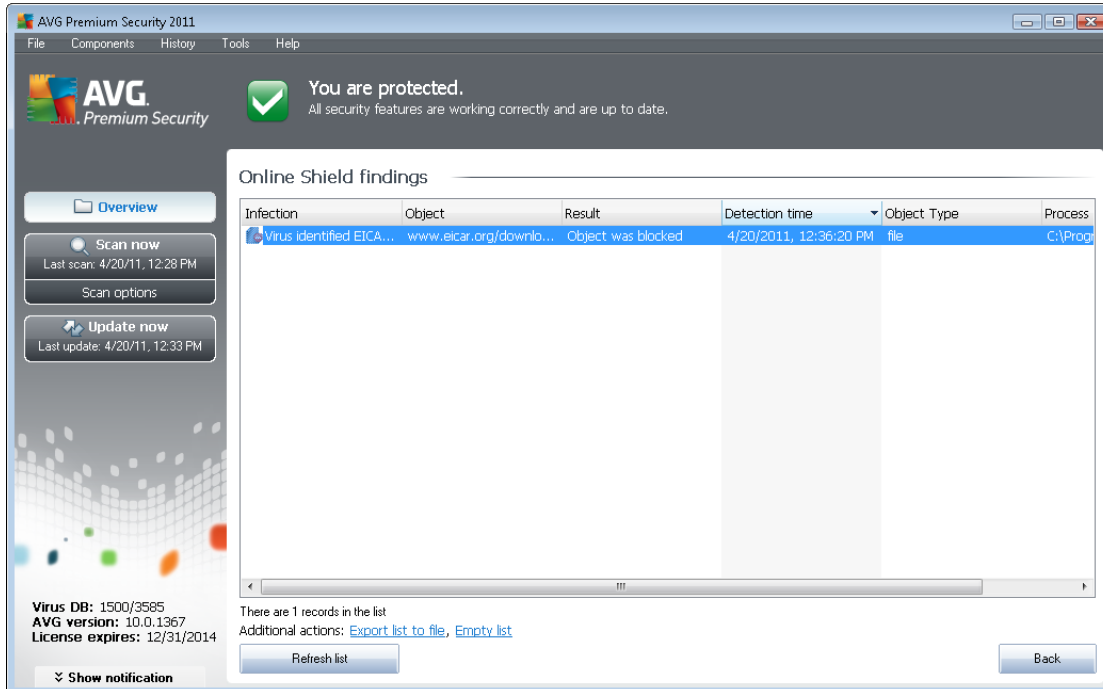 AVG Premium Security 2011
File Components History Tools Help
AVG.
Premium Security
You are protected.
All security features are working correctly and are up to date.
Overview
Scan now
Last scan: 4/20/11, 12:28 PM
Scan options
Update now
Last update: 4/20/11, 12:33 PM
Virus DB: 1500/3585
AVG version: 10.0.1367
License expires: 12/31/2014
Show notification
Online Shield findings
Infection Object Result Detection time Object Type Process
Virus identified EICA... www.eicar.org/downlo... Object was blocked 4/20/2011, 12:36:20 PM file C:\Progr
There are 1 records in the list
Additional actions: Export list to file, Empty list
Refresh list Back